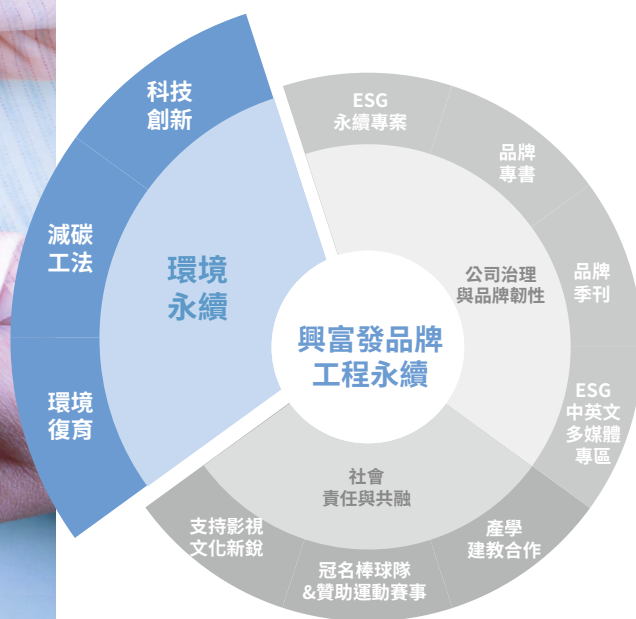 科技
創新
減碳
工法
環境
復育
環境
永續
興富發品牌
工程永續
ESG
永續專案
品牌
專書
品牌
季刊
ESG
中英文
多媒體
專區
公司治理
與品牌韌性
社會
責任與共融
支持影視
文化新銳
冠名棒球隊
&贊助運動賽事
產學
建教合作